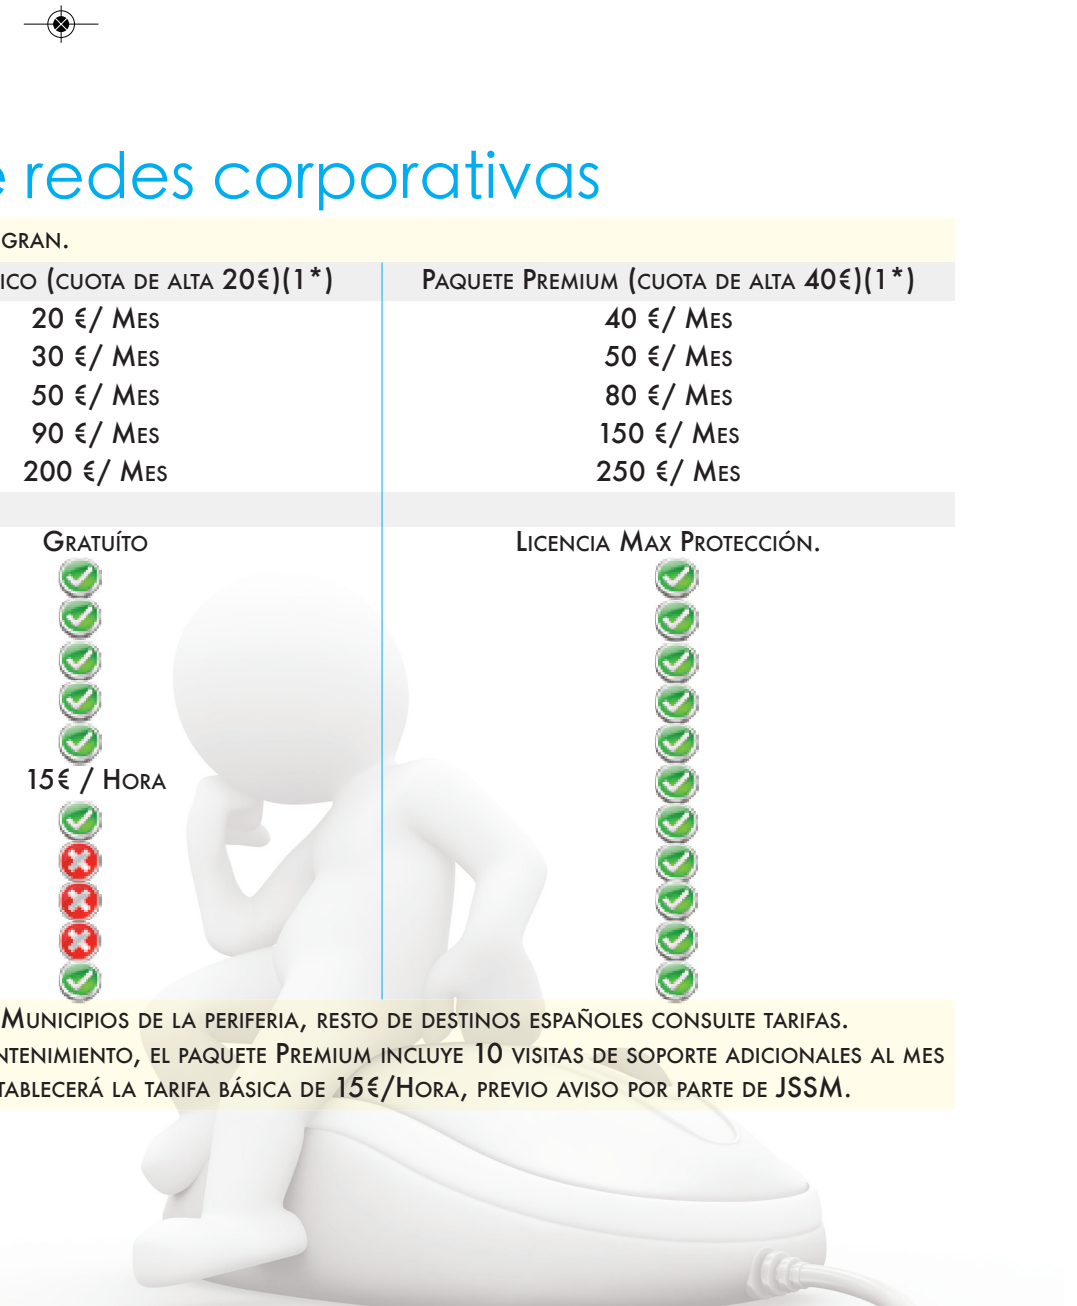 redes corporativas
gran.
ico (cuota de alta 20€)(1*) Paquete Premium (cuota de alta 40€)(1*)
20 €/ Mes 40 €/ Mes
30 €/ Mes 50 €/ Mes
50 €/ Mes 80 €/ Mes
90 €/ Mes 150 €/ Mes
200 €/ Mes 250 €/ Mes
Gratuíto Licencia Max Protección.
15€ / Hora
Municipios de la periferia, resto de destinos españoles consulte tarifas.
ntenimiento, el paquete Premium incluye 10 visitas de soporte adicionales al mes
tablecerá la tarifa básica de 15€/Hora, previo aviso por parte de JSSM.